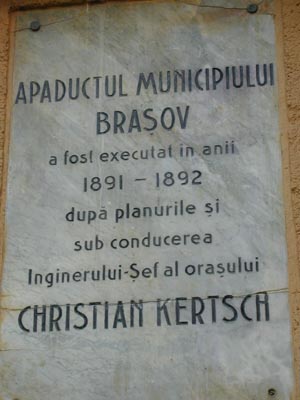 APADUCTUL MUNICIPIULUI
BRAȘOV
a fost executat in anii
1891 – 1892
după planurile și
sub conducerea
Inginerului-Șef al orașului
CHRISTIAN KERTSCH